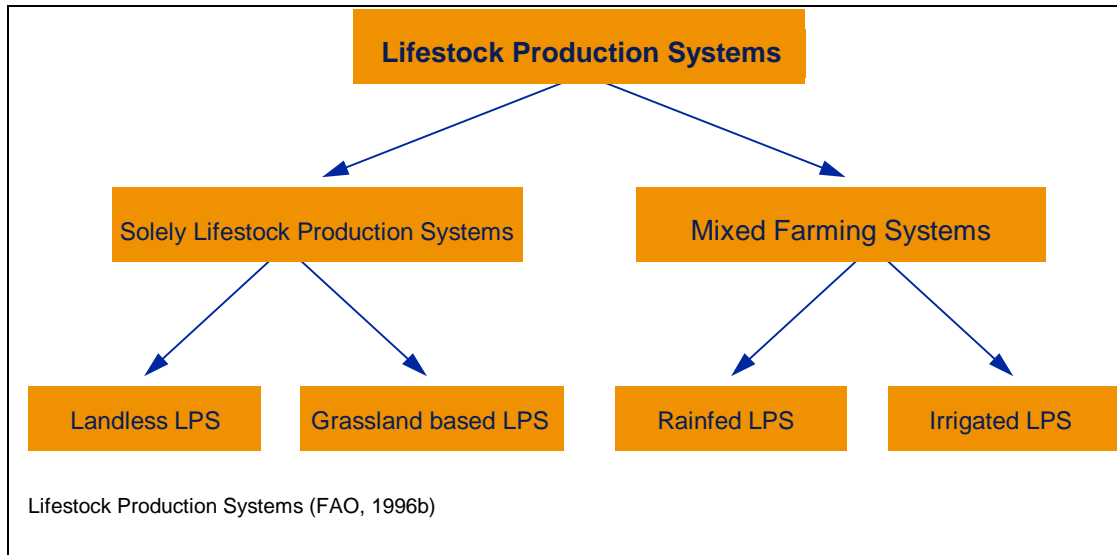 Lifestock Production Systems
Solely Lifestock Production Systems
Mixed Farming Systems
Landless LPS
Grassland based LPS
Rainfed LPS
Irrigated LPS
Lifestock Production Systems (FAO, 1996b)